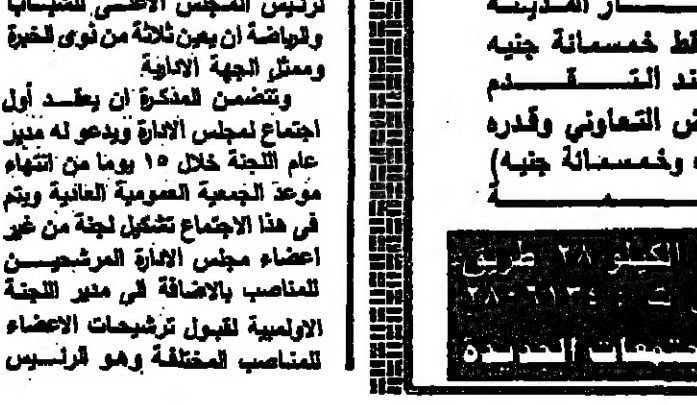 لرئيس المجلس الأعلى للشباب
والرياضة أن يعين ثلاثة من ذوى الخبرة
وممثل الجهة الادارية
وتتضمن المذكرة ان يعقد أول
اجتماع لمجلس الادارة ويدعو له مدير
عام اللجنة خلال ١٥ يوما من انتهاء
موعد الجمعية العمومية العادية ويتم
فى هذا الاجتماع تشكيل لجنة من غير
اعضاء مجلس الادارة المرشحين
للمناصب بالاضافة الى مدير اللجنة
الاولمبية لقبول ترشيحات الاعضاء
للمناصب المختلفة وهو الرئيس
المدينة
خمسمائة جنيه
التقدم
التعاونى وقدره
وخمسمائة جنيه)
الكيلو ٢٨ طريق
الجديدة